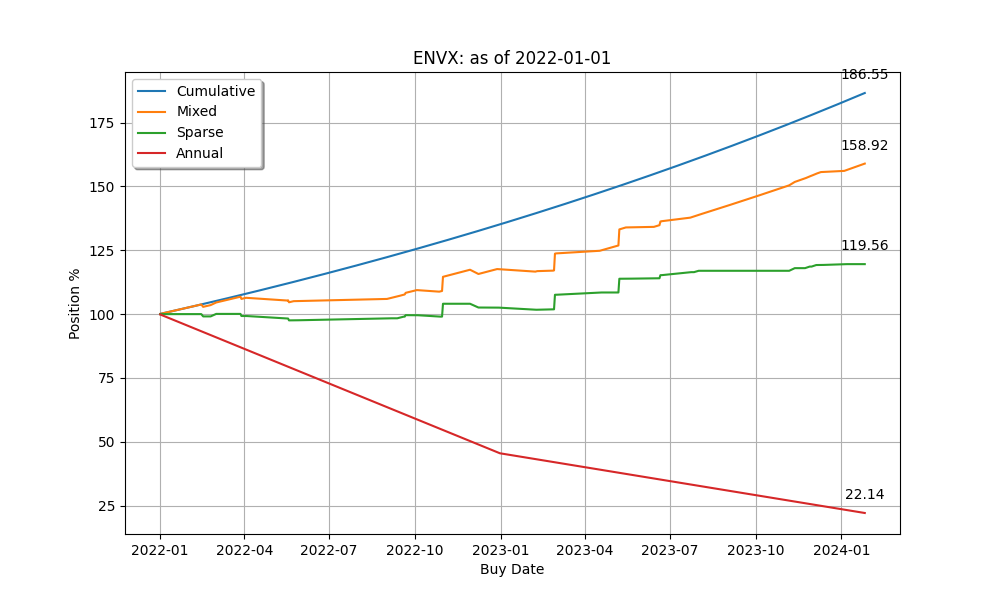 ENVX: as of 2022-01-01
186.55
Cumulative
Mixed
Sparse
Annual
158.92
119.56
22.14
Position %
175
150
125
100
75
50
25
2022-01 2022-04 2022-07 2022-10 2023-01 2023-04 2023-07 2023-10 2024-01
Buy Date